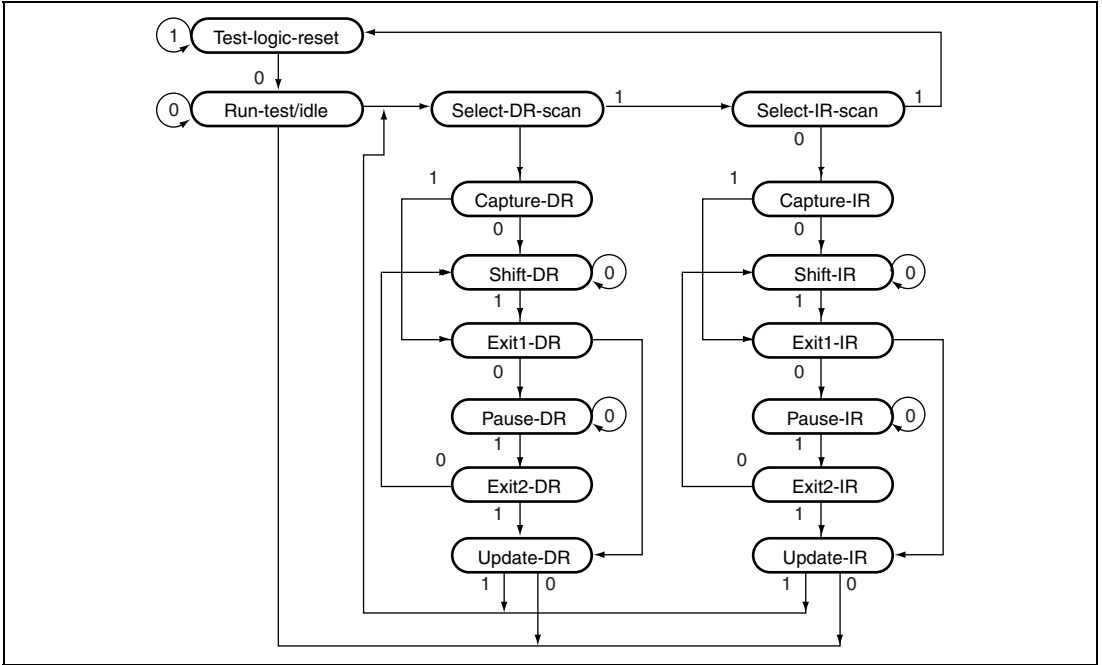 1
Test-logic-reset
0
0
Run-test/idle
Select-DR-scan
1
Select-IR-scan
1
0
1
Capture-DR
0
1
Capture-IR
0
Shift-DR
0
1
Shift-IR
0
1
Exit1-DR
0
Exit1-IR
0
Pause-DR
0
1
Pause-IR
0
1
0
Exit2-DR
1
0
Exit2-IR
1
Update-DR
1
0
Update-IR
1
0